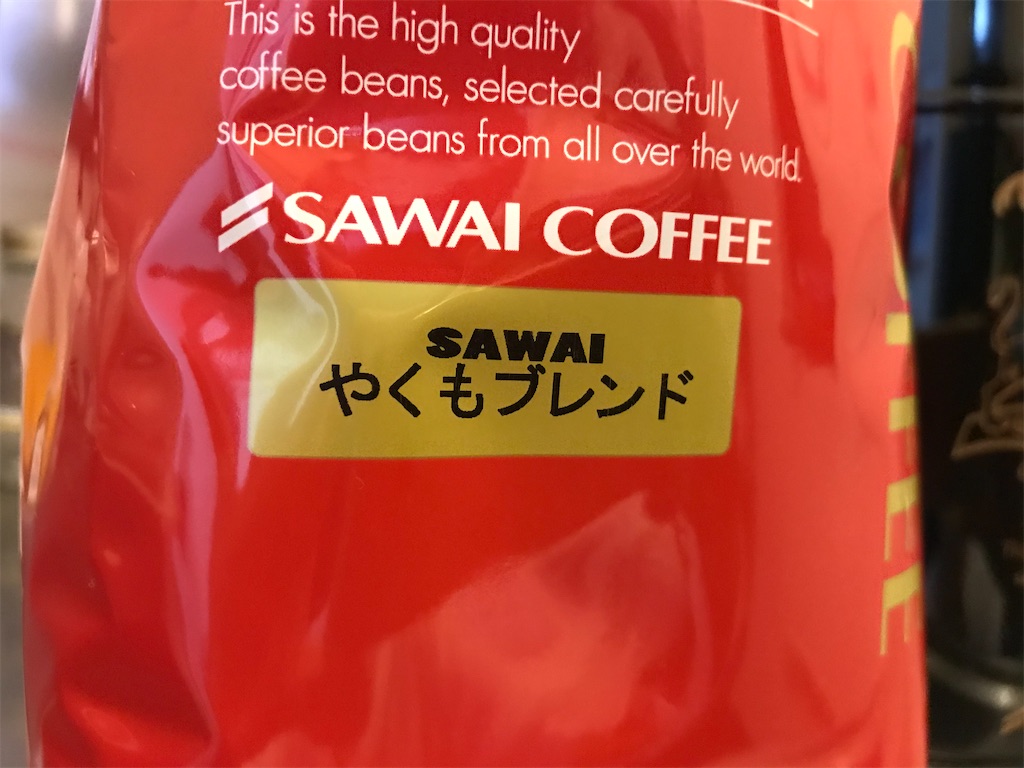 This is the high quality
coffee beans, selected carefully
superior beans from all over the world.
SAWAI COFFEE
SAWAI
やくもブレンド